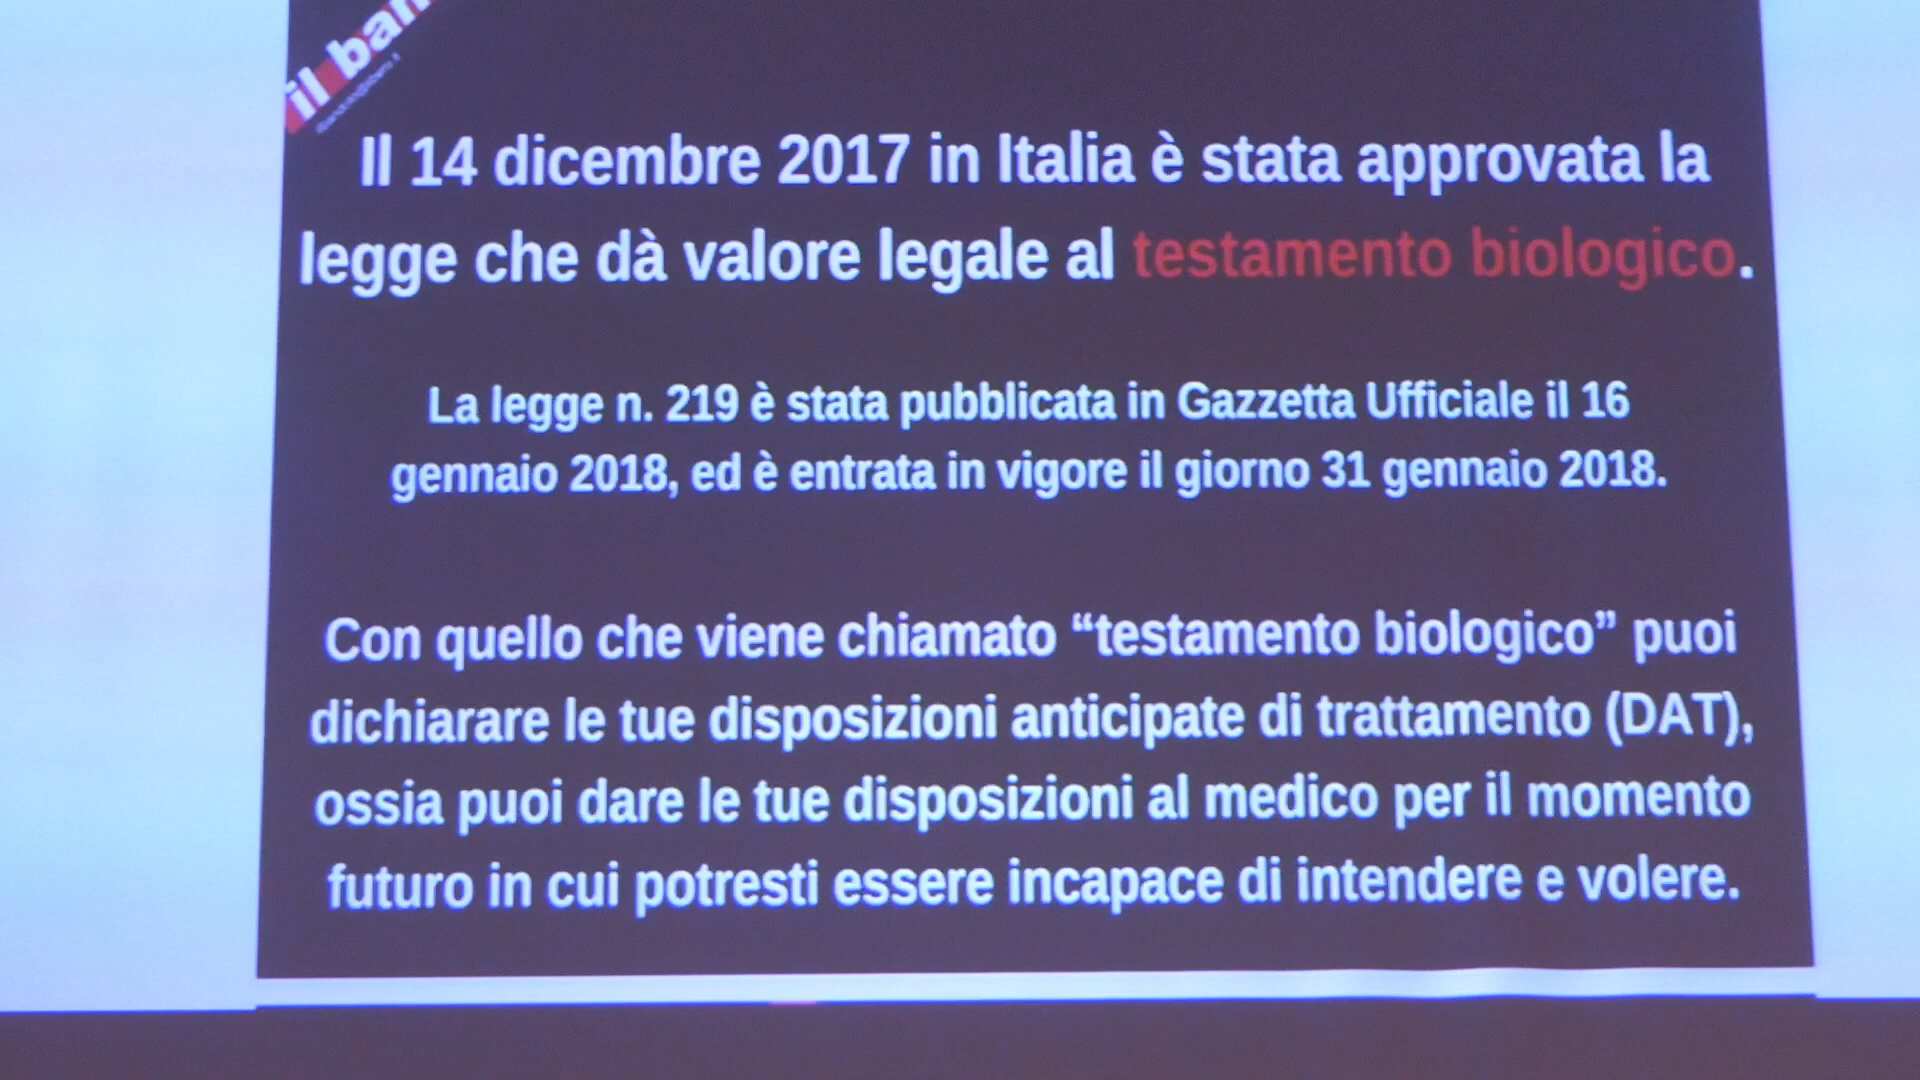 il ban
Il 14 dicembre 2017 in Italia è stata approvata la
legge che dà valore legale al testamento biologico.
La legge n. 219 è stata pubblicata in Gazzetta Ufficiale il 16
gennaio 2018, ed è entrata in vigore il giorno 31 gennaio 2018.
Con quello che viene chiamato “testamento biologico” puoi
dichiarare le tue disposizioni anticipate di trattamento (DAT),
ossia puoi dare le tue disposizioni al medico per il momento
futuro in cui potresti essere incapace di intendere e volere.